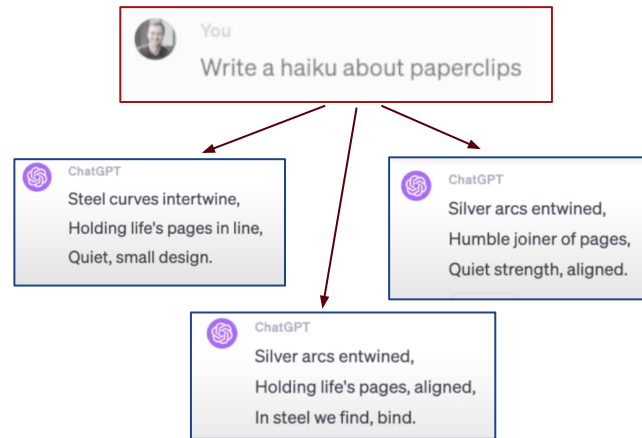 You
Write a haiku about paperclips
ChatGPT
Steel curves intertwine,
Holding life's pages in line,
Quiet, small design.
ChatGPT
Silver arcs entwined,
Humble joiner of pages,
Quiet strength, aligned.
ChatGPT
Silver arcs entwined,
Holding life's pages, aligned,
In steel we find, bind.